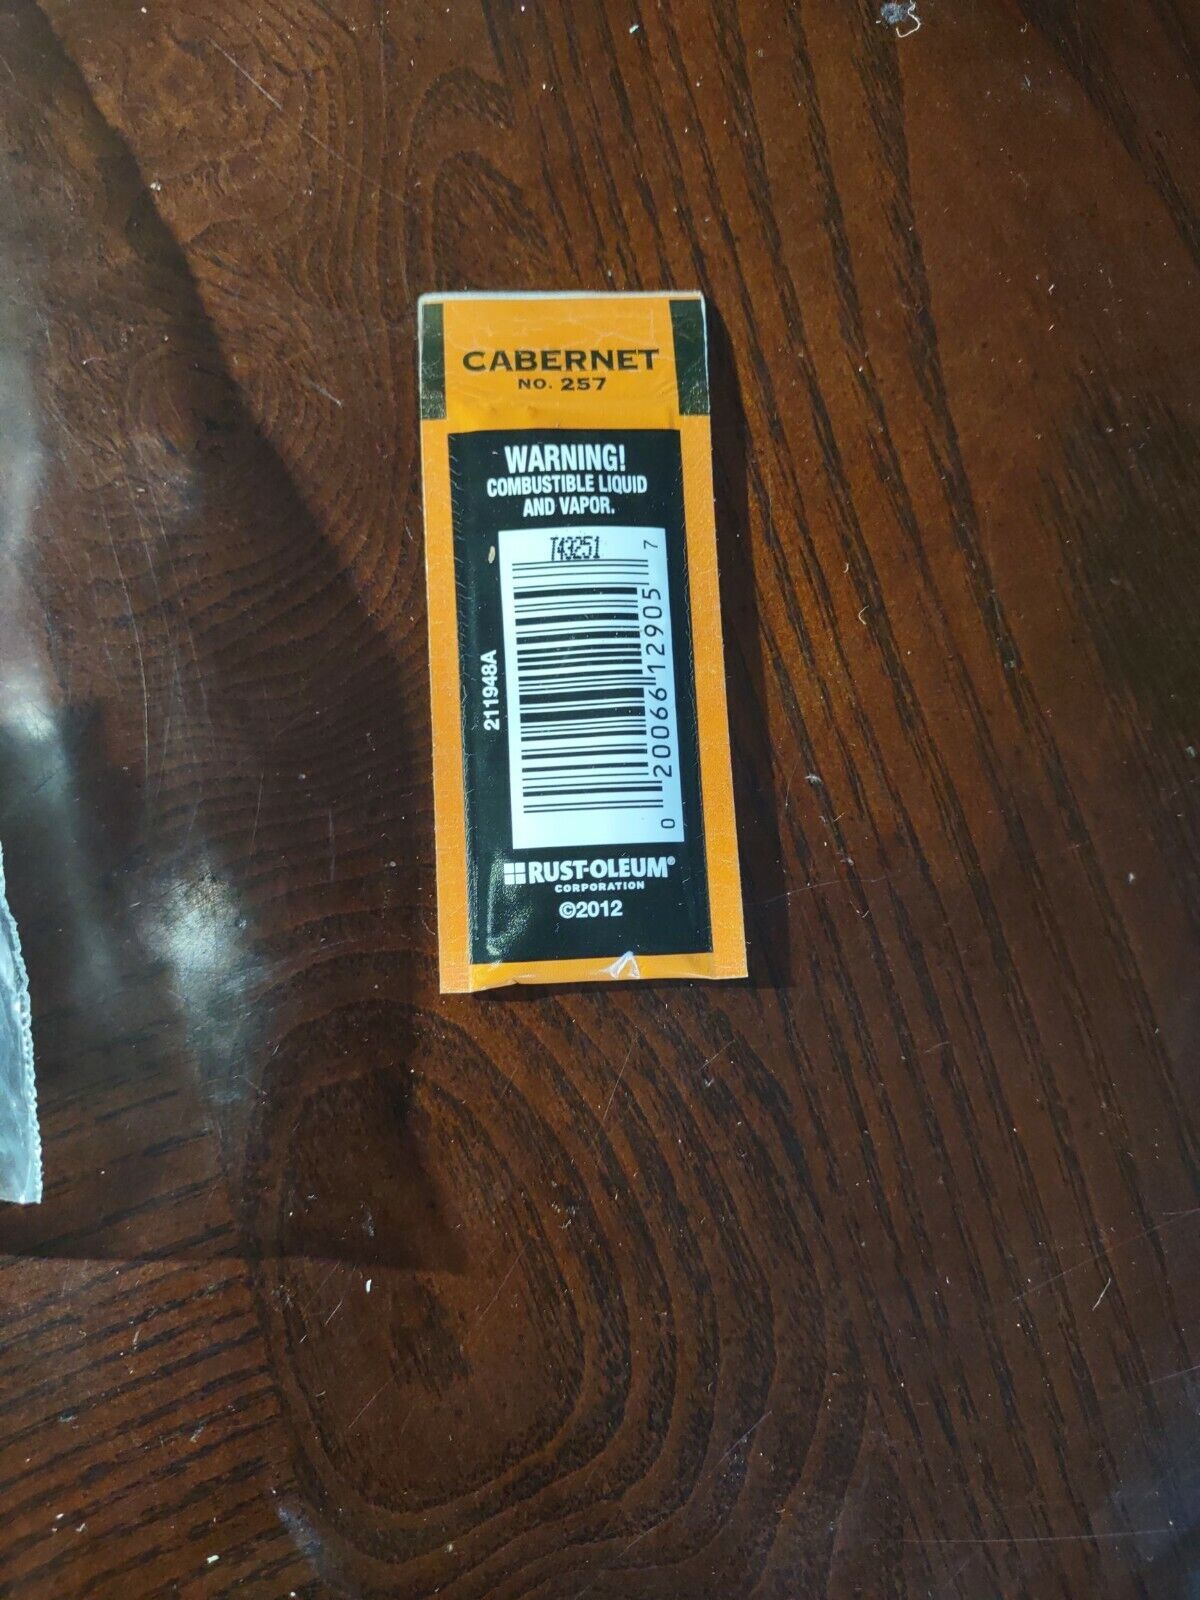 CABERNET
NO. 257
WARNING!
COMBUSTIBLE LIQUID
AND VAPOR.
T43251
211948A
0 20066 12905 7
RUST-OLEUM®
CORPORATION
©2012